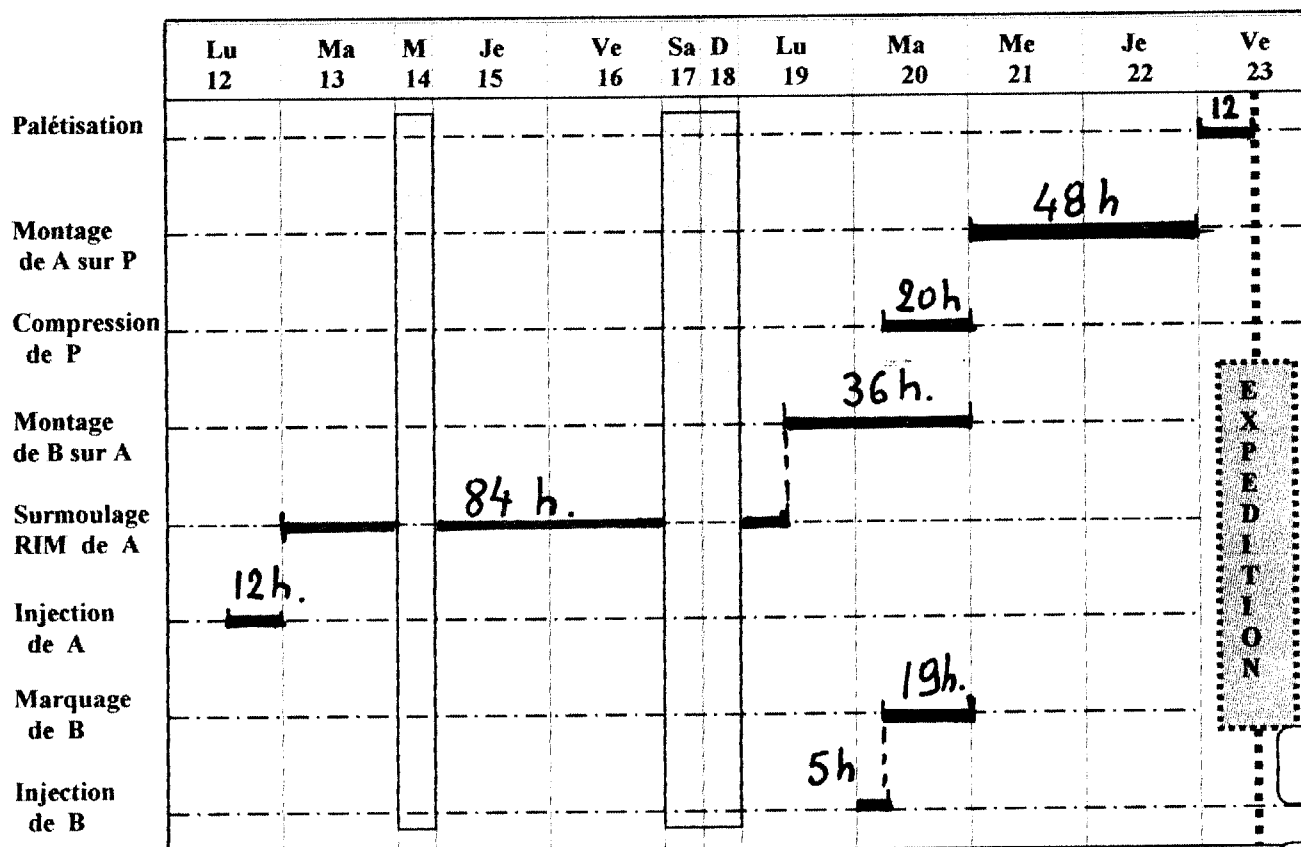 Lu Ma M Je Ve Sa D Lu Ma Me Je Ve
12 13 14 15 16 17 18 19 20 21 22 23
Palétisation
12
Montage
de A sur P
48 h
Compression
de P
20h
Montage
de B sur A
36 h.
Surmoulage
RIM de A
84 h.
Injection
de A
12h.
Marquage
de B
19h.
Injection
de B
5h
EXPEDITION